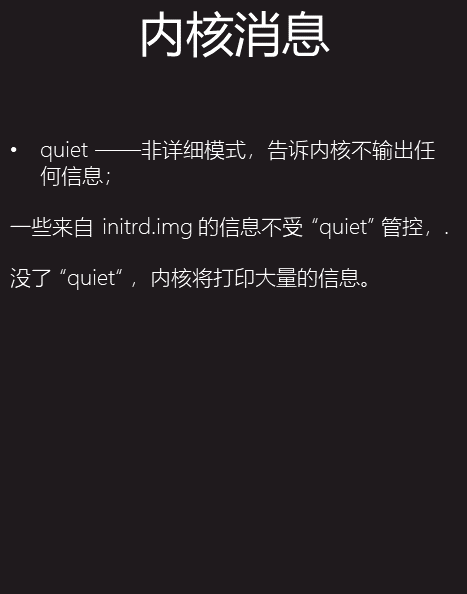 内核消息
• quiet ——非详细模式，告诉内核不输出任
何信息；
一些来自 initrd.img 的信息不受 “quiet” 管控，.
没了 “quiet“ ，内核将打印大量的信息。